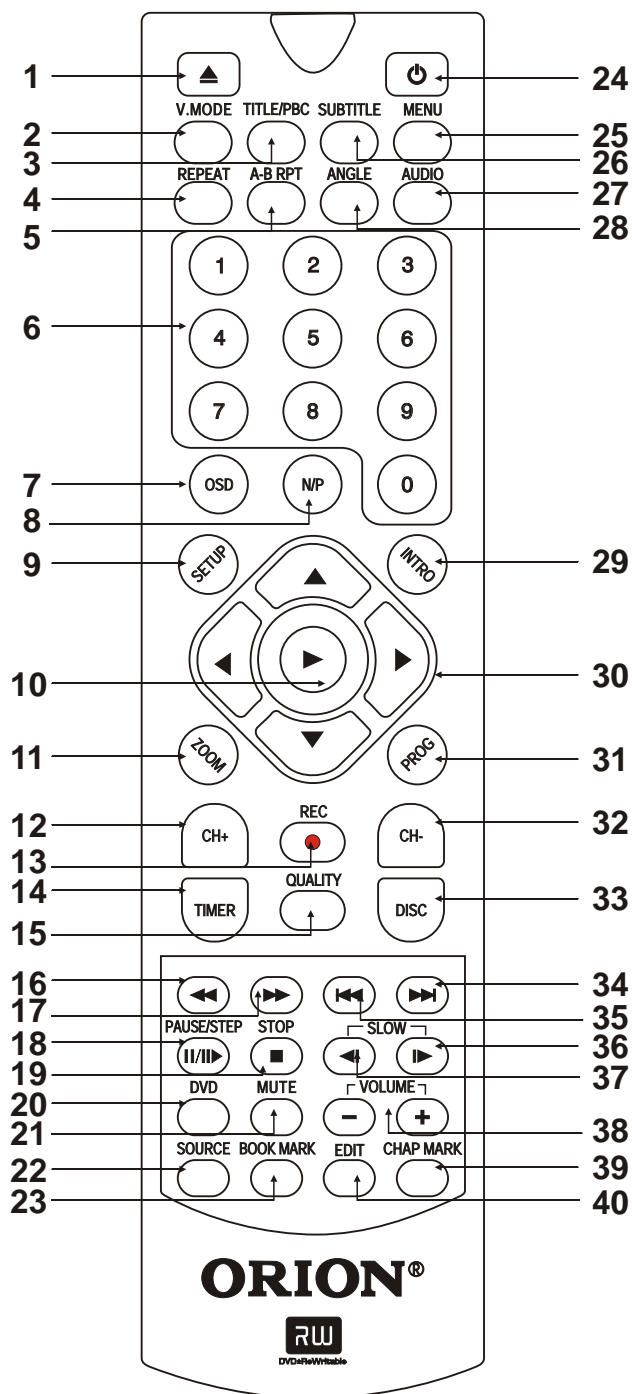 1 24
V.MODE TITLE/PBC SUBTITLE MENU
2 25
3 26
REPEAT A-B RPT ANGLE AUDIO
4 27
5 28
1 2 3
6
4 5 6
7 8 9
7 OSD N/P 0
8
9 SETUP INTRO 29
10 30
11 ZOOM PROG 31
REC
12 CH+ CH- 32
13
14 QUALITY 33
TIMER DISC
15
16 34
17 35
PAUSE/STEP STOP SLOW
18 36
19 37
DVD MUTE VOLUME
20 − + 38
21
SOURCE BOOK MARK EDIT CHAP MARK
22 39
23 40
ORION®
RW
DVD±ReWritable